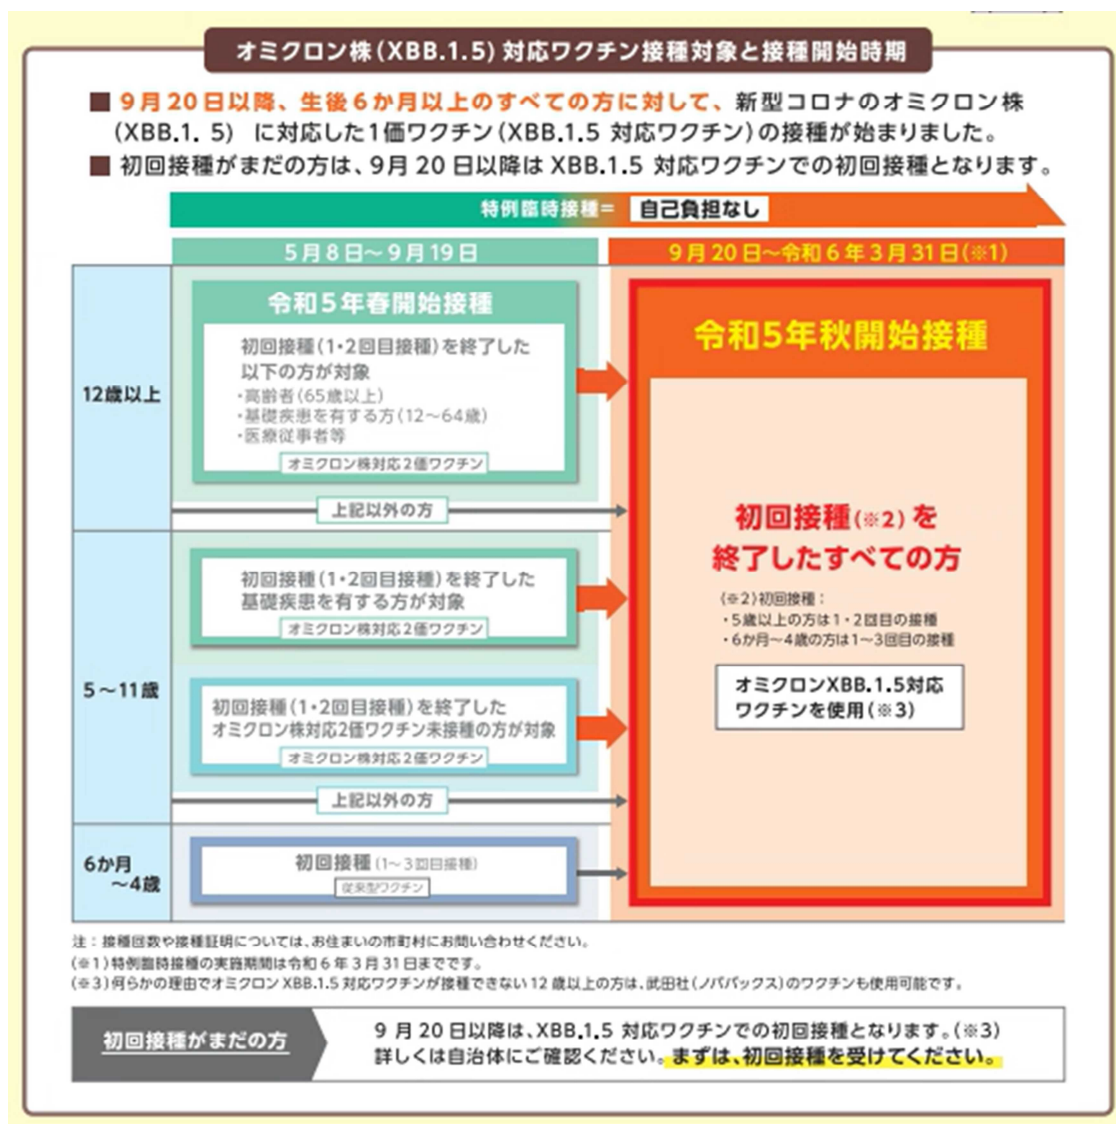 オミクロン株(XBB.1.5)対応ワクチン接種対象と接種開始時期
■ 9月20日以降、生後6か月以上のすべての方に対して、新型コロナのオミクロン株
(XBB.1. 5) に対応した1価ワクチン(XBB.1.5 対応ワクチン)の接種が始まりました。
■ 初回接種がまだの方は、9月20日以降は XBB.1.5 対応ワクチンでの初回接種となります。
特例臨時接種= 自己負担なし
5月8日~9月19日
9月20日~令和6年3月31日(※1)
12歳以上
令和5年春開始接種
初回接種(1・2回目接種)を終了した
以下の方が対象
・高齢者(65歳以上)
・基礎疾患を有する方(12~64歳)
・医療従事者等
オミクロン株対応2価ワクチン
上記以外の方
5~11歳
初回接種(1・2回目接種)を終了した
基礎疾患を有する方が対象
オミクロン株対応2価ワクチン
初回接種(1・2回目接種)を終了した
オミクロン株対応2価ワクチン未接種の方が対象
オミクロン株対応2価ワクチン
上記以外の方
6か月
~4歳
初回接種(1~3回目接種)
従来型ワクチン
令和5年秋開始接種
初回接種(※2)を
終了したすべての方
(※2)初回接種:
・5歳以上の方は1・2回目の接種
・6か月~4歳の方は1~3回目の接種
オミクロンXBB.1.5対応
ワクチンを使用(※3)
注:接種回数や接種証明については、お住まいの市町村にお問い合わせください。
(※1)特例臨時接種の実施期間は令和6年3月31日までです。
(※3)何らかの理由でオミクロンXBB.1.5対応ワクチンが接種できない12歳以上の方は、武田社(ノババックス)のワクチンも使用可能です。
初回接種がまだの方
9月20日以降は、XBB.1.5 対応ワクチンでの初回接種となります。(※3)
詳しくは自治体にご確認ください。まずは、初回接種を受けてください。